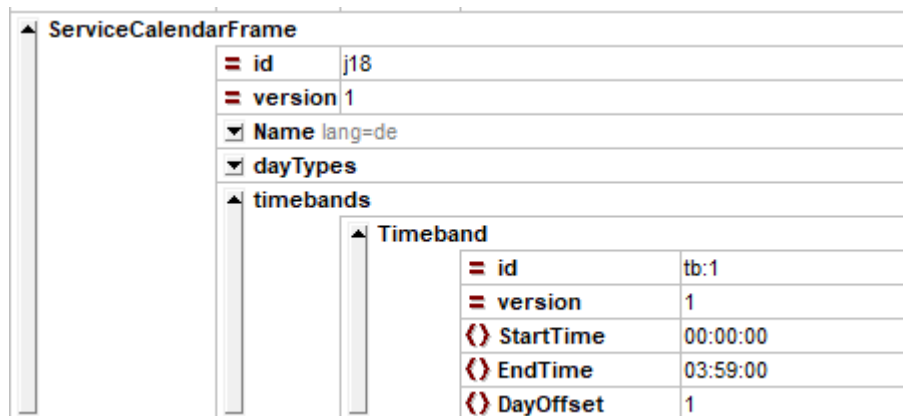 ServiceCalendarFrame
= id j18
= version 1
Name lang=de
dayTypes
timebands
Timeband
= id tb:1
= version 1
{} StartTime 00:00:00
{} EndTime 03:59:00
{} DayOffset 1